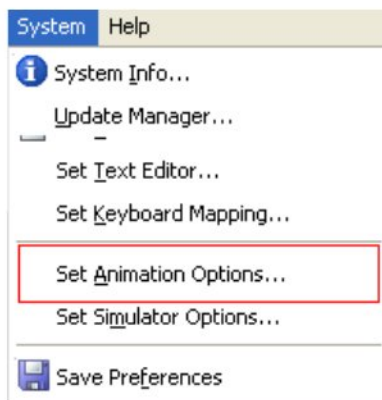 System Help
System Info...
Update Manager...
Set Text Editor...
Set Keyboard Mapping...
Set Animation Options...
Set Simulator Options...
Save Preferences